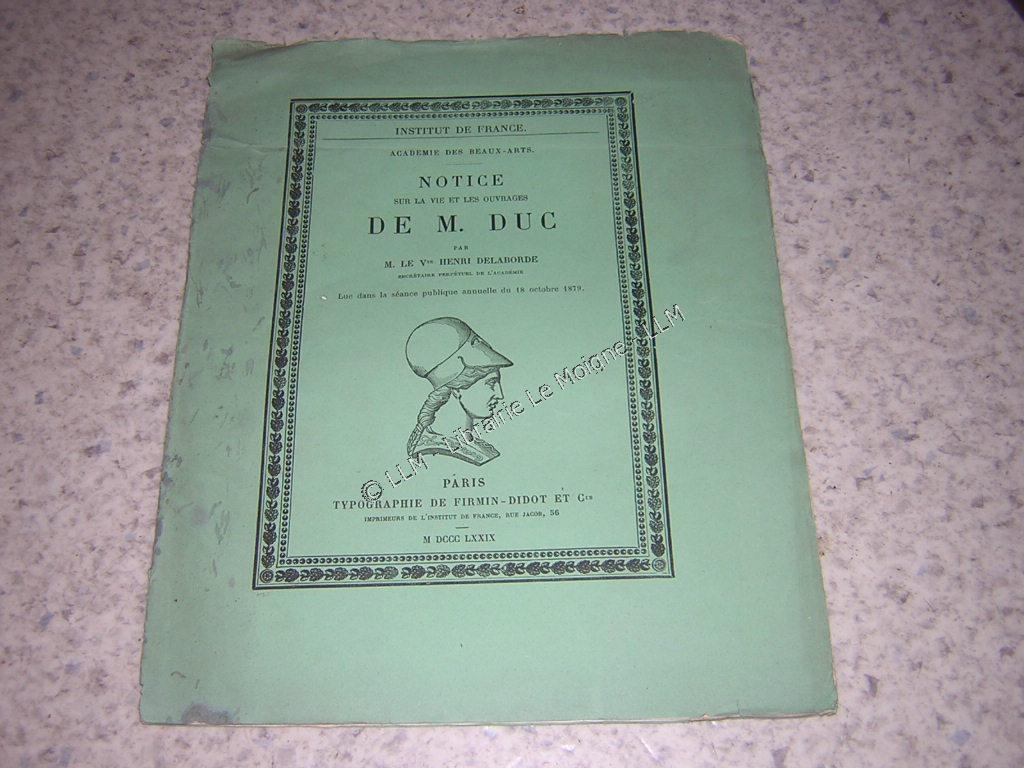 INSTITUT DE FRANCE.
ACADÉMIE DES BEAUX-ARTS.
NOTICE
SUR LA VIE ET LES OUVRAGES
DE M. DUC
PAR
M. LE Vte HENRI DELABORDE
SECRÉTAIRE PERPÉTUEL DE L'ACADÉMIE
Lue dans la séance publique annuelle du 18 octobre 1879.
© LLM - Librairie Le Moigne - LLM
PARIS
TYPOGRAPHIE DE FIRMIN-DIDOT ET Cie
IMPRIMEURS DE L'INSTITUT DE FRANCE, RUE JACOB, 56
M DCCC LXXIX